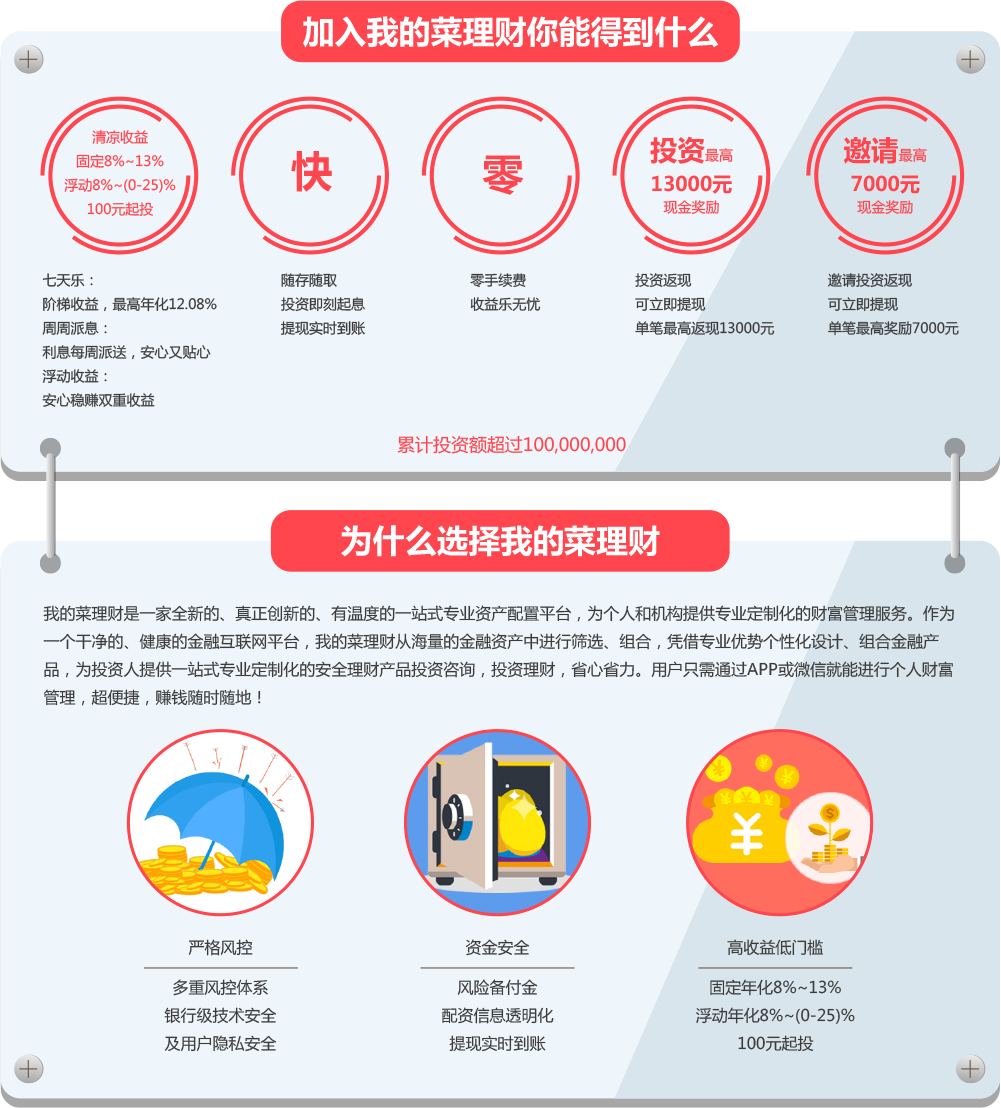 加入我的菜理财你能得到什么
清凉收益
固定8%~13%
浮动8%~(0-25)%
100元起投
快
零
投资最高
13000元
现金奖励
邀请最高
7000元
现金奖励
七天乐：
阶梯收益，最高年化12.08%
周周派息：
利息每周派送，安心又贴心
浮动收益：
安心稳赚双重收益
随存随取
投资即刻起息
提现实时到账
零手续费
收益乐无忧
投资返现
可立即提现
单笔最高返现13000元
邀请投资返现
可立即提现
单笔最高奖励7000元
累计投资额超过100,000,000
为什么选择我的菜理财
我的菜理财是一家全新的、真正创新的、有温度的一站式专业资产配置平台，为个人和机构提供专业定制化的财富管理服务。作为
一个干净的、健康的金融互联网平台，我的菜理财从海量的金融资产中进行筛选、组合，凭借专业优势个性化设计、组合金融产
品，为投资人提供一站式专业定制化的安全理财产品投资咨询，投资理财，省心省力。用户只需通过APP或微信就能进行个人财富
管理，超便捷，赚钱随时随地！
严格风控
多重风控体系
银行级技术安全
及用户隐私安全
资金安全
风险备付金
配资信息透明化
提现实时到账
高收益低门槛
固定年化8%~13%
浮动年化8%~(0-25)%
100元起投